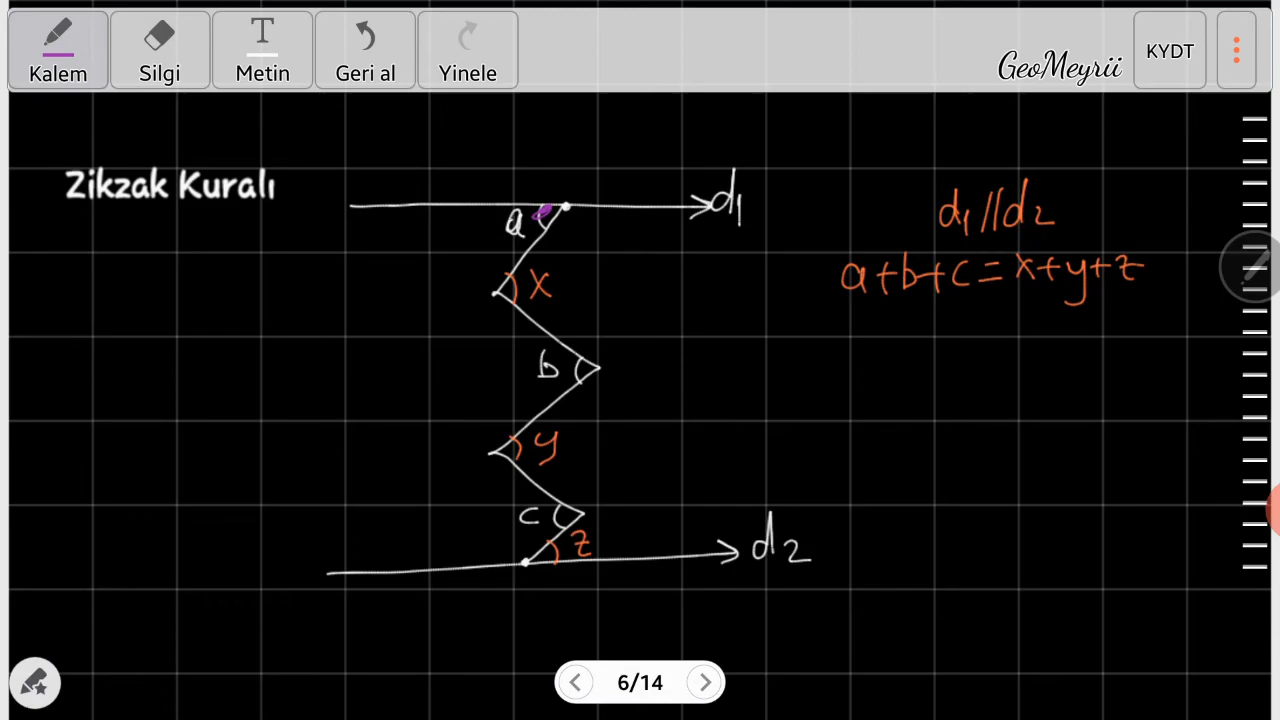 Kalem
Silgi
Metin
Geri al
Yinele
GeoMeyrii
KYDT
Zikzak Kuralı
d1
a
x
b
y
c
z
d2
d1//d2
a+b+c=x+y+z
6/14